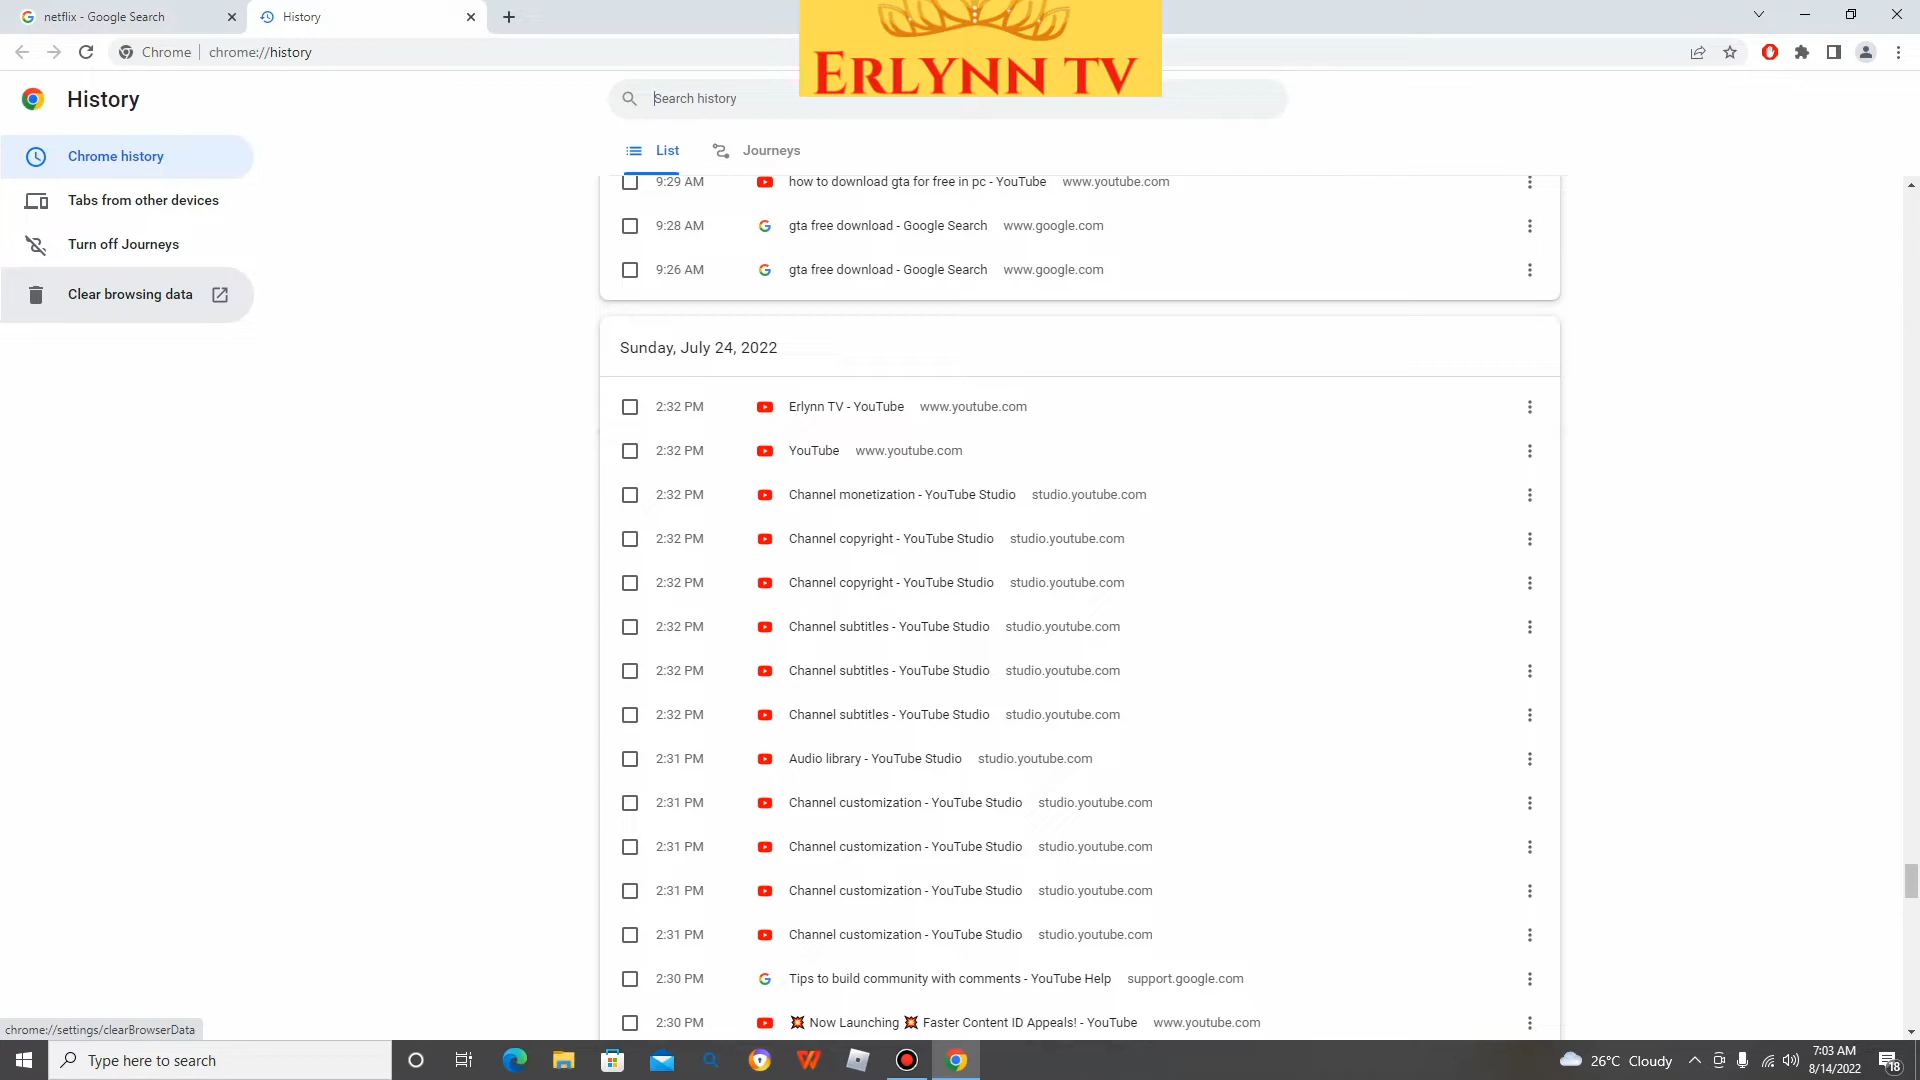 netflix - Google Search
History
Chrome
chrome://history
ERLYNN TV
History
Search history
List
Journeys
Chrome history
Tabs from other devices
Turn off Journeys
Clear browsing data
9:29 AM how to download gta for free in pc - YouTube www.youtube.com
9:28 AM gta free download - Google Search www.google.com
9:26 AM gta free download - Google Search www.google.com
Sunday, July 24, 2022
2:32 PM Erlynn TV - YouTube www.youtube.com
2:32 PM YouTube www.youtube.com
2:32 PM Channel monetization - YouTube Studio studio.youtube.com
2:32 PM Channel copyright - YouTube Studio studio.youtube.com
2:32 PM Channel copyright - YouTube Studio studio.youtube.com
2:32 PM Channel subtitles - YouTube Studio studio.youtube.com
2:32 PM Channel subtitles - YouTube Studio studio.youtube.com
2:32 PM Channel subtitles - YouTube Studio studio.youtube.com
2:31 PM Audio library - YouTube Studio studio.youtube.com
2:31 PM Channel customization - YouTube Studio studio.youtube.com
2:31 PM Channel customization - YouTube Studio studio.youtube.com
2:31 PM Channel customization - YouTube Studio studio.youtube.com
2:31 PM Channel customization - YouTube Studio studio.youtube.com
2:30 PM Tips to build community with comments - YouTube Help support.google.com
2:30 PM 💥 Now Launching 💥 Faster Content ID Appeals! - YouTube www.youtube.com
chrome://settings/clearBrowserData
Type here to search
26°C Cloudy
7:03 AM
8/14/2022
18